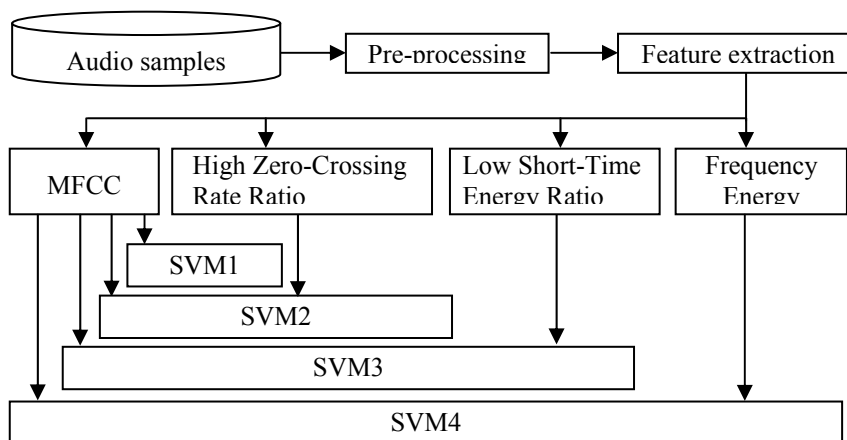 Audio samples
Pre-processing
Feature extraction
MFCC
High Zero-Crossing
Rate Ratio
Low Short-Time
Energy Ratio
Frequency
Energy
SVM1
SVM2
SVM3
SVM4